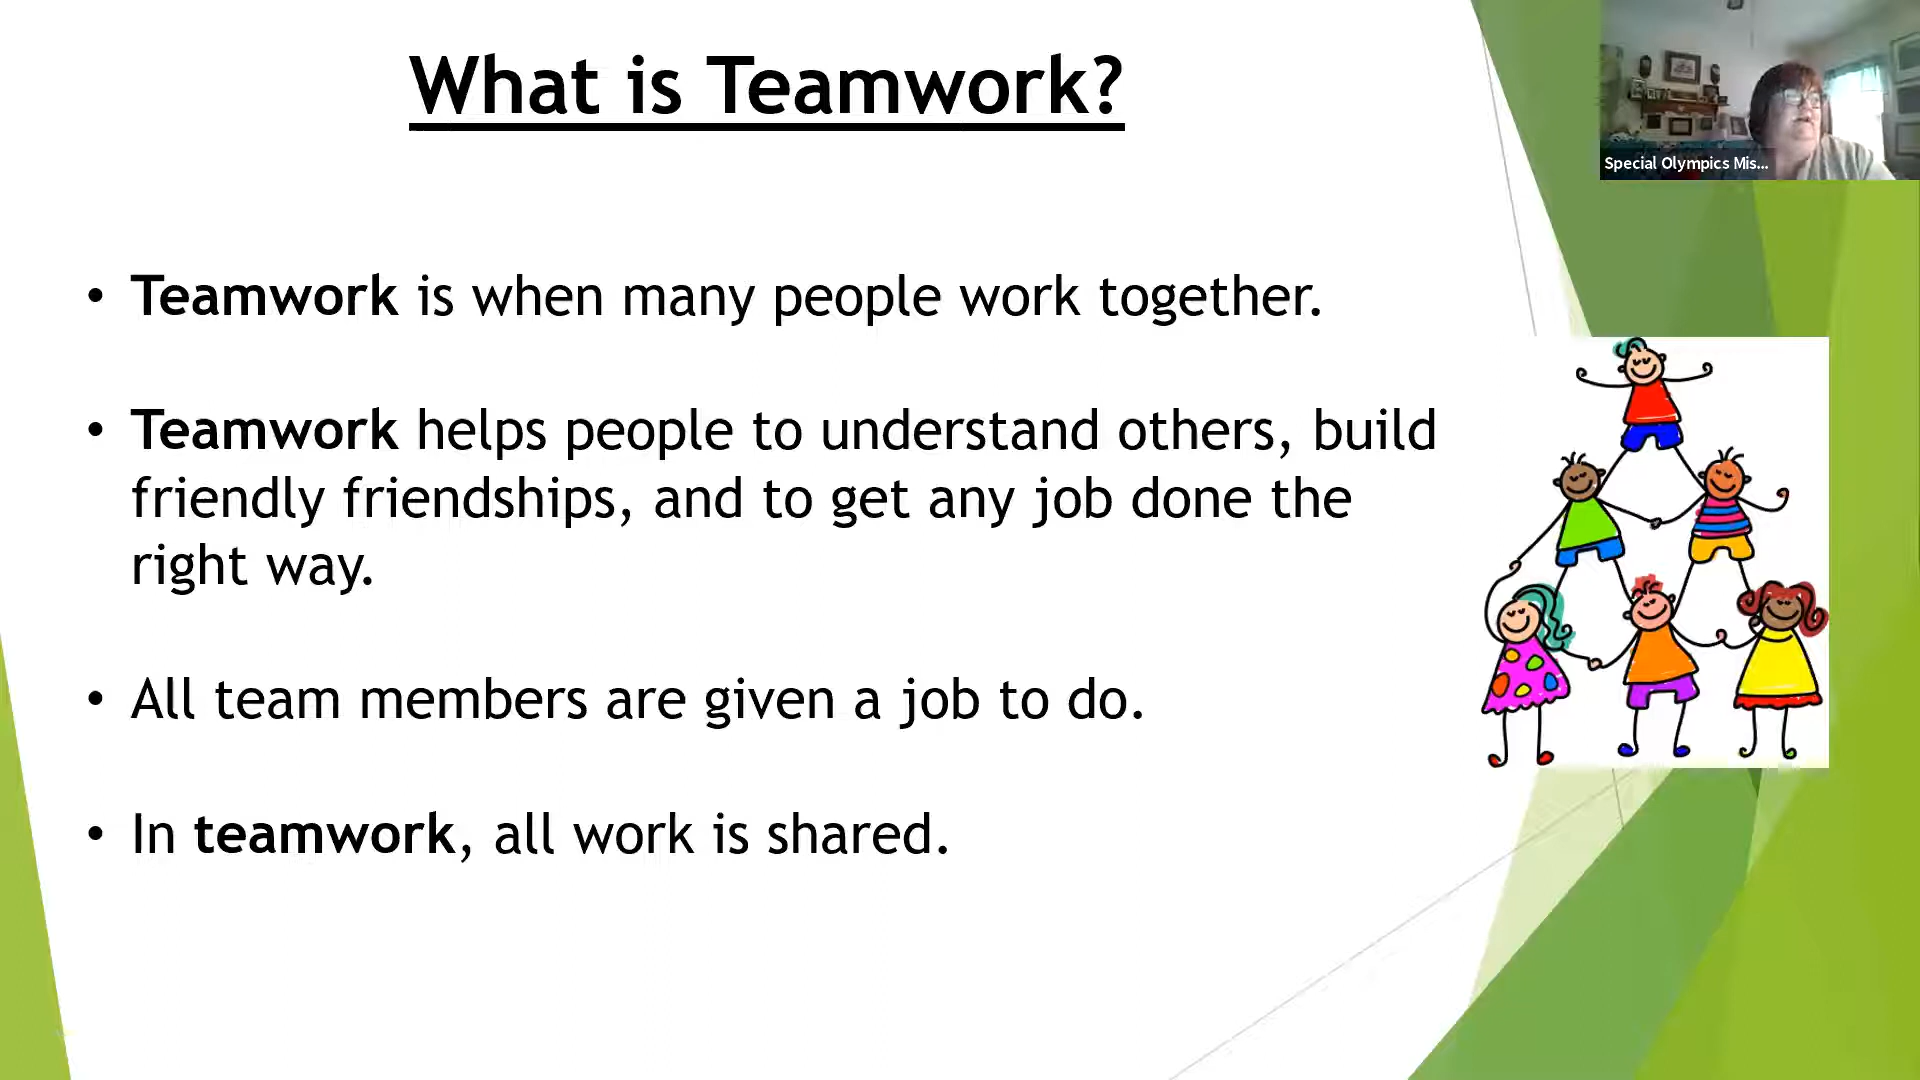 What is Teamwork?
Special Olympics Mis...
• Teamwork is when many people work together.
• Teamwork helps people to understand others, build
friendly friendships, and to get any job done the
right way.
• All team members are given a job to do.
• In teamwork, all work is shared.